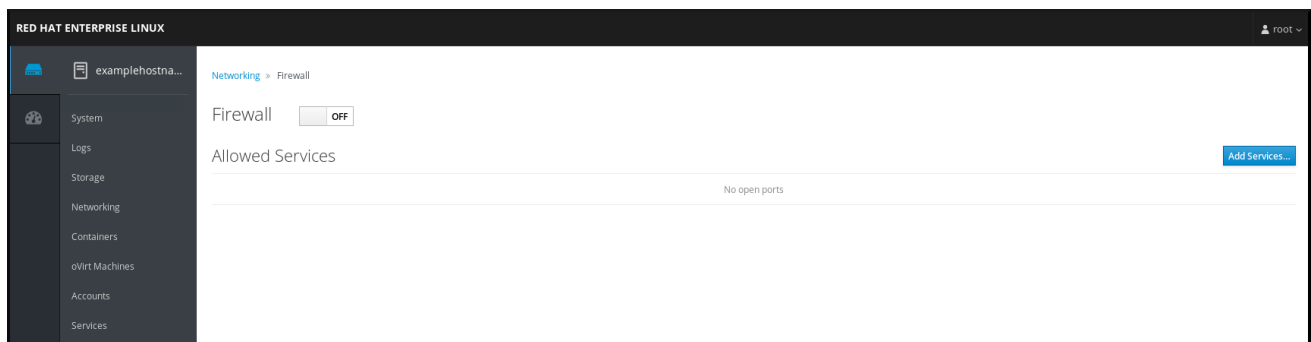 RED HAT ENTERPRISE LINUX
root
examplehostna...
System
Logs
Storage
Networking
Containers
oVirt Machines
Accounts
Services
Networking » Firewall
Firewall OFF
Allowed Services
Add Services...
No open ports